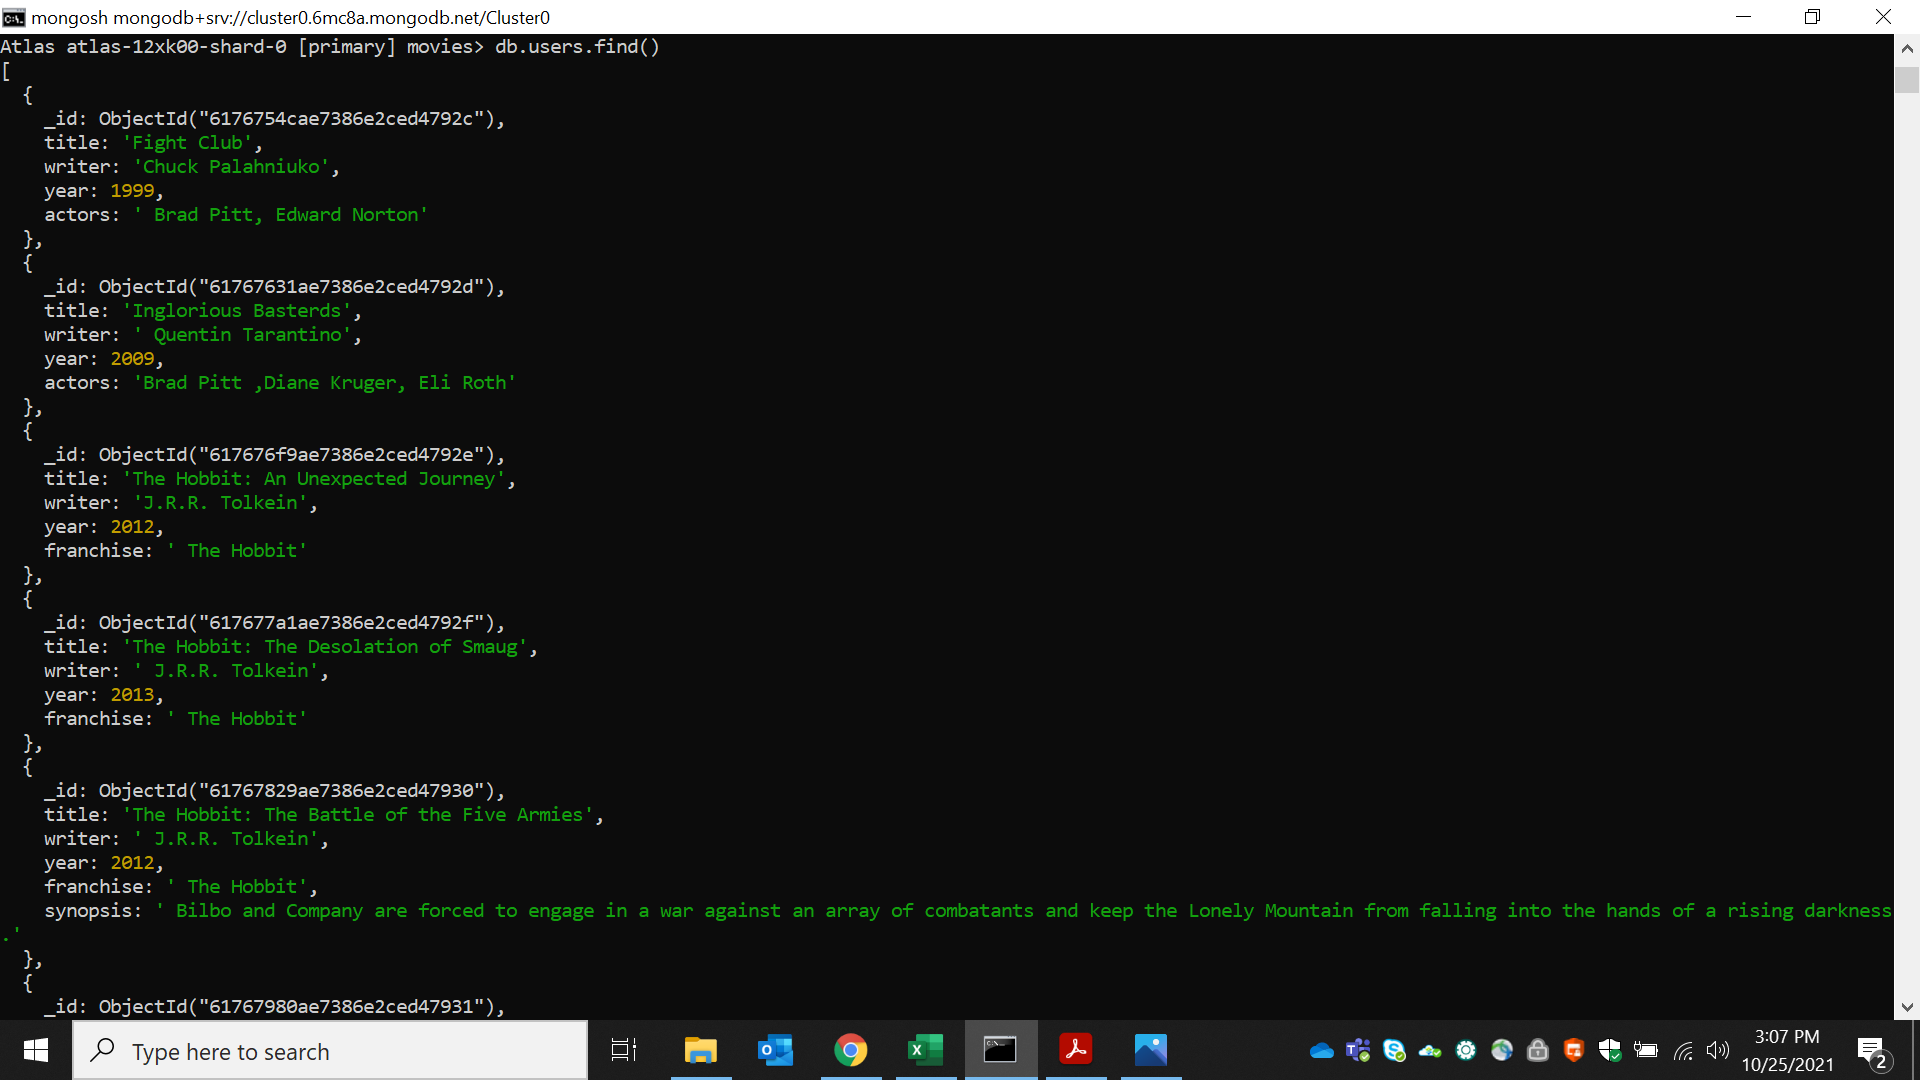 mongosh mongodb+srv://cluster0.6mc8a.mongodb.net/Cluster0
Atlas atlas-12xk00-shard-0 [primary] movies> db.users.find()
[
  {
    _id: ObjectId("6176754cae7386e2ced4792c"),
    title: 'Fight Club',
    writer: 'Chuck Palahniuko',
    year: 1999,
    actors: ' Brad Pitt, Edward Norton'
  },
  {
    _id: ObjectId("61767631ae7386e2ced4792d"),
    title: 'Inglorious Basterds',
    writer: ' Quentin Tarantino',
    year: 2009,
    actors: 'Brad Pitt ,Diane Kruger, Eli Roth'
  },
  {
    _id: ObjectId("617676f9ae7386e2ced4792e"),
    title: 'The Hobbit: An Unexpected Journey',
    writer: 'J.R.R. Tolkein',
    year: 2012,
    franchise: ' The Hobbit'
  },
  {
    _id: ObjectId("617677a1ae7386e2ced4792f"),
    title: 'The Hobbit: The Desolation of Smaug',
    writer: ' J.R.R. Tolkein',
    year: 2013,
    franchise: ' The Hobbit'
  },
  {
    _id: ObjectId("61767829ae7386e2ced47930"),
    title: 'The Hobbit: The Battle of the Five Armies',
    writer: ' J.R.R. Tolkein',
    year: 2012,
    franchise: ' The Hobbit',
    synopsis: ' Bilbo and Company are forced to engage in a war against an array of combatants and keep the Lonely Mountain from falling into the hands of a rising darkness
.'
  },
  {
    _id: ObjectId("61767980ae7386e2ced47931"),
Type here to search
3:07 PM
10/25/2021
2